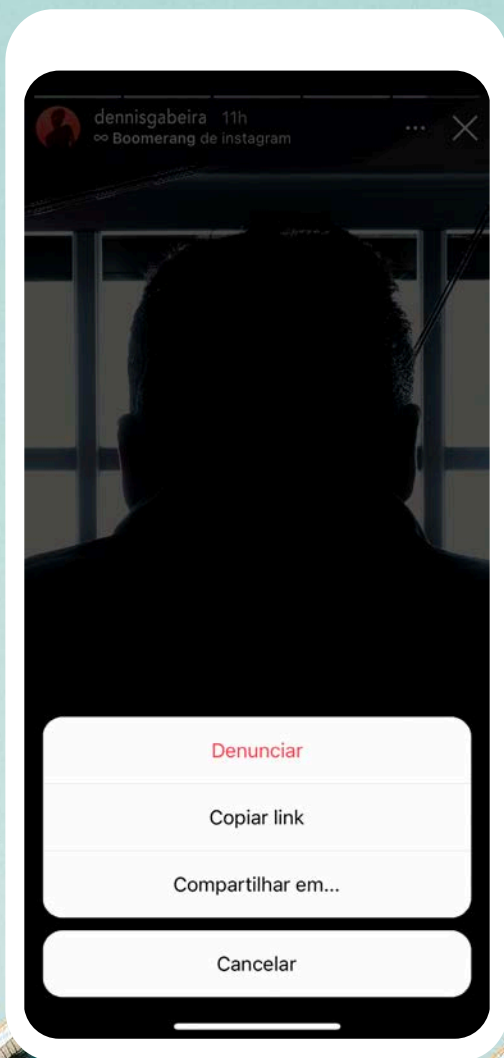 dennisgabeira 11h
∞ Boomerang de instagram
Denunciar
Copiar link
Compartilhar em...
Cancelar